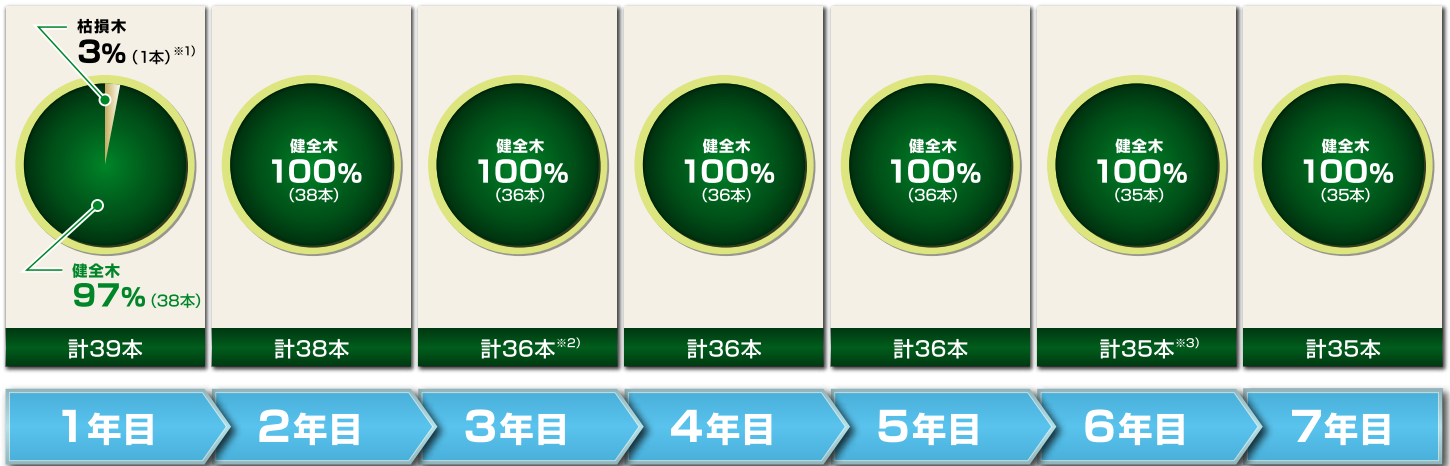 枯損木
3%（1本）※1）
健全木
97%（38本）
計39本
1年目
健全木
100%
（38本）
計38本
2年目
健全木
100%
（36本）
計36本※2）
3年目
健全木
100%
（36本）
計36本
4年目
健全木
100%
（36本）
計36本
5年目
健全木
100%
（35本）
計35本※3）
6年目
健全木
100%
（35本）
計35本
7年目